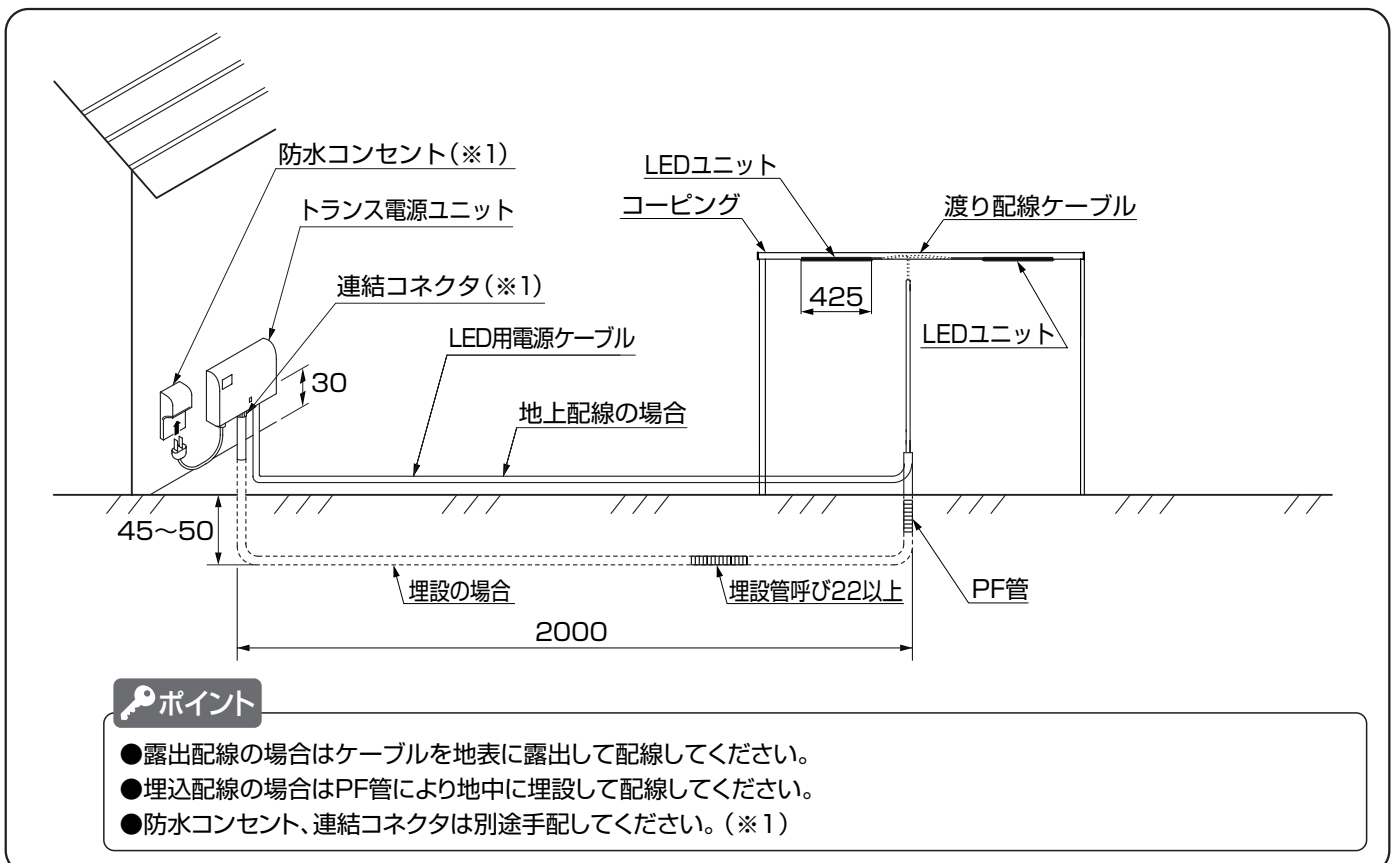 防水コンセント(※1)
トランス電源ユニット
連結コネクタ(※1)
LED用電源ケーブル
30
地上配線の場合
LEDユニット
コーピング
渡り配線ケーブル
425
LEDユニット
45〜50
埋設の場合
埋設管呼び22以上
PF管
2000
ポイント
●露出配線の場合はケーブルを地表に露出して配線してください。
●埋込配線の場合はPF管により地中に埋設して配線してください。
●防水コンセント、連結コネクタは別途手配してください。(※1)